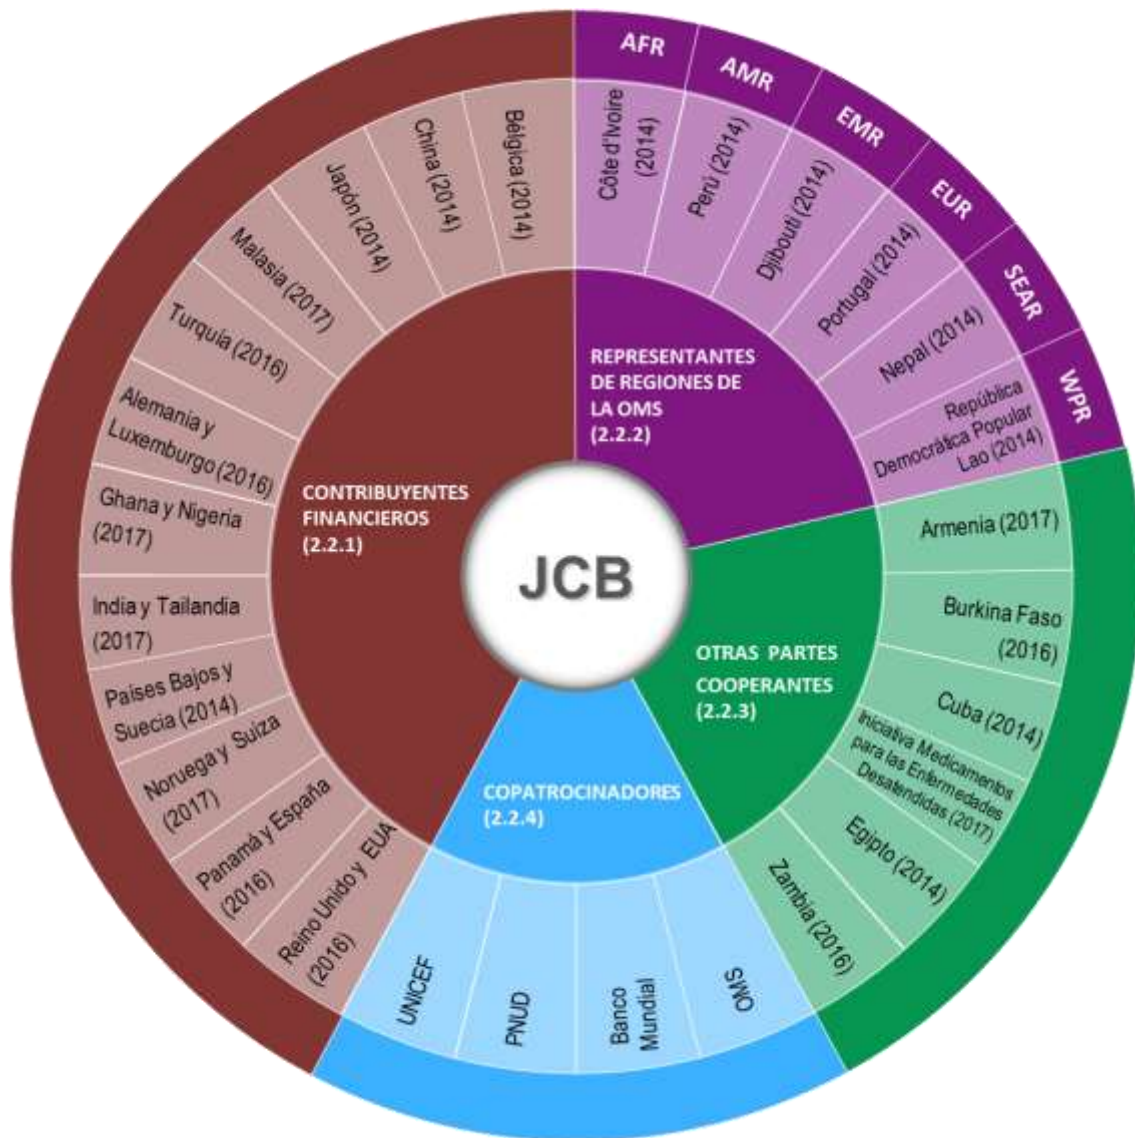 JCB
REPRESENTANTES
DE REGIONES DE
LA OMS
(2.2.2)
AFR
AMR
EMR
EUR
SEAR
WPR
Côte d'Ivoire
(2014)
Perú (2014)
Djibouti (2014)
Portugal (2014)
Nepal (2014)
República
Democrática Popular
Lao (2014)
OTRAS PARTES
COOPERANTES
(2.2.3)
Armenia (2017)
Burkina Faso
(2016)
Cuba (2014)
Iniciativa Medicamentos
para las Enfermedades
Desatendidas (2017)
Egipto (2014)
Zambia (2016)
COPATROCINADORES
(2.2.4)
OMS
Banco
Mundial
PNUD
UNICEF
CONTRIBUYENTES
FINANCIEROS
(2.2.1)
Reino Unido y EUA
(2016)
Panamá y España
(2016)
Noruega y Suiza
(2017)
Países Bajos y
Suecia (2014)
India y Tailandia
(2017)
Ghana y Nigeria
(2017)
Alemania y
Luxemburgo (2016)
Turquía (2016)
Malasia (2017)
Japón (2014)
China (2014)
Bélgica (2014)